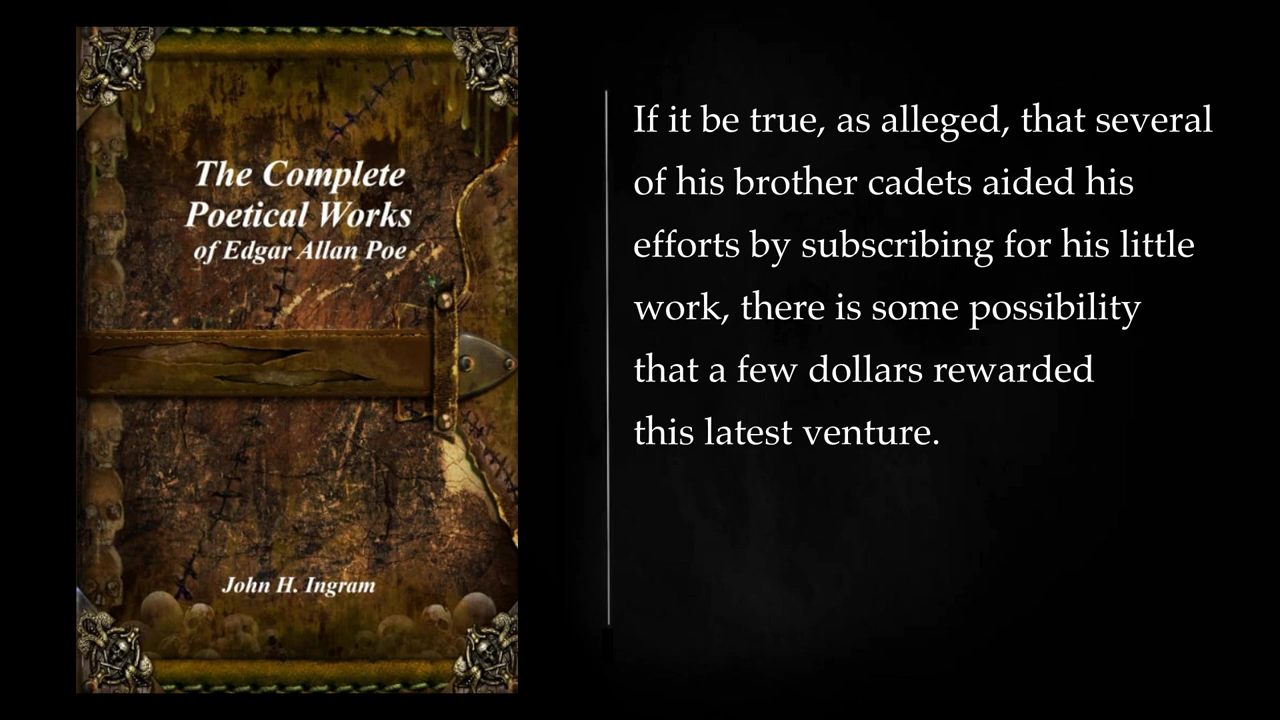 The Complete
Poetical Works
of Edgar Allan Poe
John H. Ingram
If it be true, as alleged, that several
of his brother cadets aided his
efforts by subscribing for his little
work, there is some possibility
that a few dollars rewarded
this latest venture.